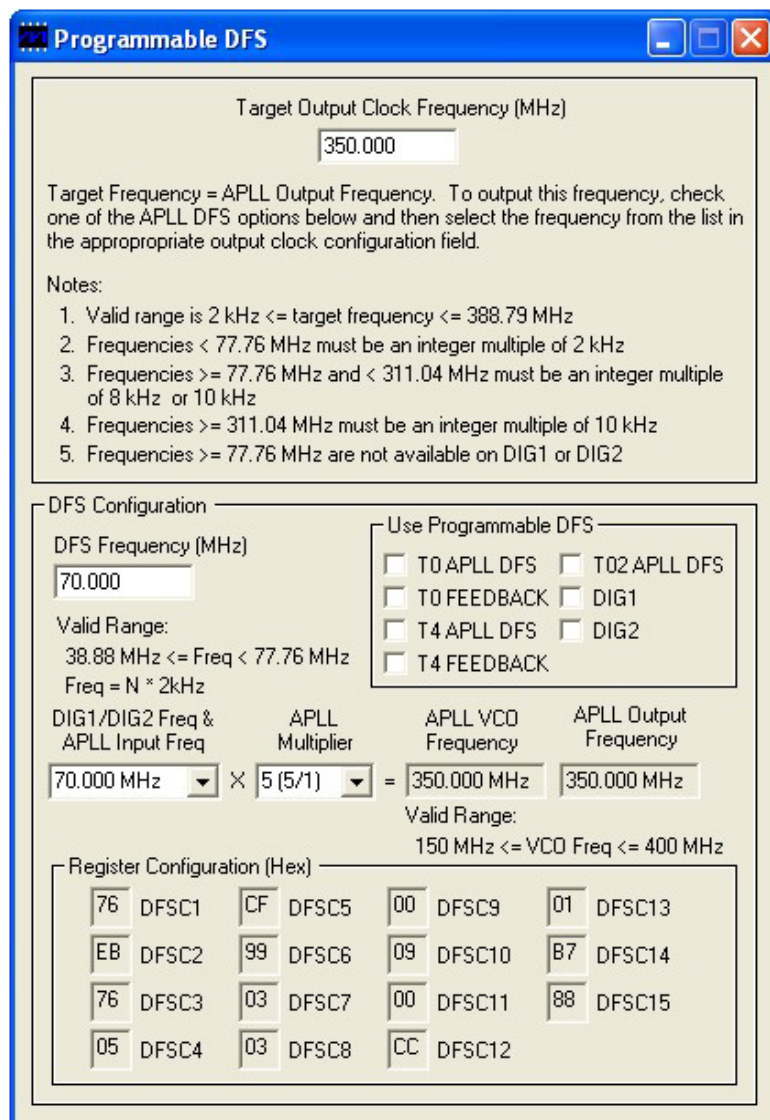 Programmable DFS
Target Output Clock Frequency (MHz)
350.000
Target Frequency = APLL Output Frequency. To output this frequency, check
one of the APLL DFS options below and then select the frequency from the list in
the appropropriate output clock configuration field.
Notes:
1. Valid range is 2 kHz <= target frequency <= 388.79 MHz
2. Frequencies < 77.76 MHz must be an integer multiple of 2 kHz
3. Frequencies >= 77.76 MHz and < 311.04 MHz must be an integer multiple
of 8 kHz or 10 kHz
4. Frequencies >= 311.04 MHz must be an integer multiple of 10 kHz
5. Frequencies >= 77.76 MHz are not available on DIG1 or DIG2
DFS Configuration
DFS Frequency (MHz)
70.000
Valid Range:
38.88 MHz <= Freq < 77.76 MHz
Freq = N * 2kHz
Use Programmable DFS
T0 APLL DFS T02 APLL DFS
T0 FEEDBACK DIG1
T4 APLL DFS DIG2
T4 FEEDBACK
DIG1/DIG2 Freq &
APLL Input Freq
APLL
Multiplier
APLL VCO
Frequency
APLL Output
Frequency
70.000 MHz X 5 (5/1) = 350.000 MHz 350.000 MHz
Valid Range:
150 MHz <= VCO Freq <= 400 MHz
Register Configuration (Hex)
76 DFSC1 CF DFSC5 00 DFSC9 01 DFSC13
EB DFSC2 99 DFSC6 09 DFSC10 B7 DFSC14
76 DFSC3 03 DFSC7 00 DFSC11 88 DFSC15
05 DFSC4 03 DFSC8 CC DFSC12